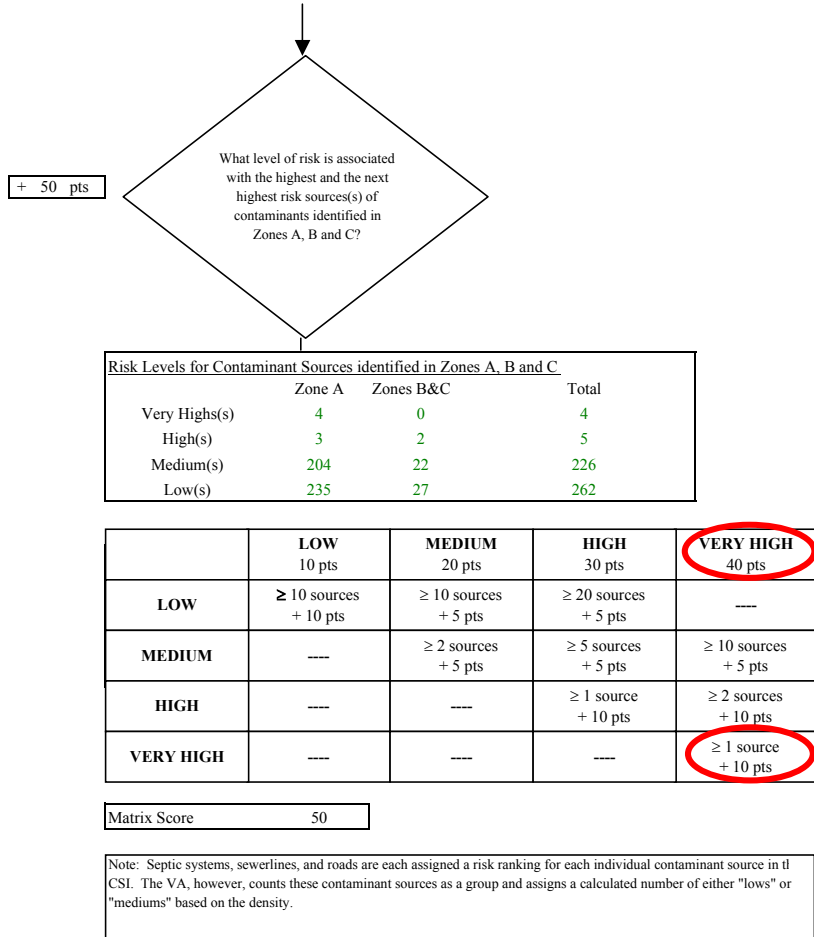 What level of risk is associated
with the highest and the next
+ 50 pts
highest risk sources(s) of
contaminants identified in
Zones A, B and C?
Risk Levels for Contaminant Sources identified in Zones A, B and C
Zone A Zones B&C Total
Very Highs(s) 4 0 4
High(s) 3 2 5
Medium(s) 204 22 226
Low(s) 235 27 262
LOW MEDIUM HIGH VERY HIGH
10 pts 20 pts 30 pts 40 pts
LOW ≥ 10 sources ≥ 10 sources ≥ 20 sources ----
+ 10 pts + 5 pts + 5 pts
MEDIUM ---- ≥ 2 sources ≥ 5 sources ≥ 10 sources
+ 5 pts + 5 pts + 5 pts
HIGH ---- ---- ≥ 1 source ≥ 2 sources
+ 10 pts + 10 pts
VERY HIGH ---- ---- ---- ≥ 1 source
+ 10 pts
Matrix Score 50
Note: Septic systems, sewerlines, and roads are each assigned a risk ranking for each individual contaminant source in
CSI. The VA, however, counts these contaminant sources as a group and assigns a calculated number of either "lows" or
"mediums" based on the density.